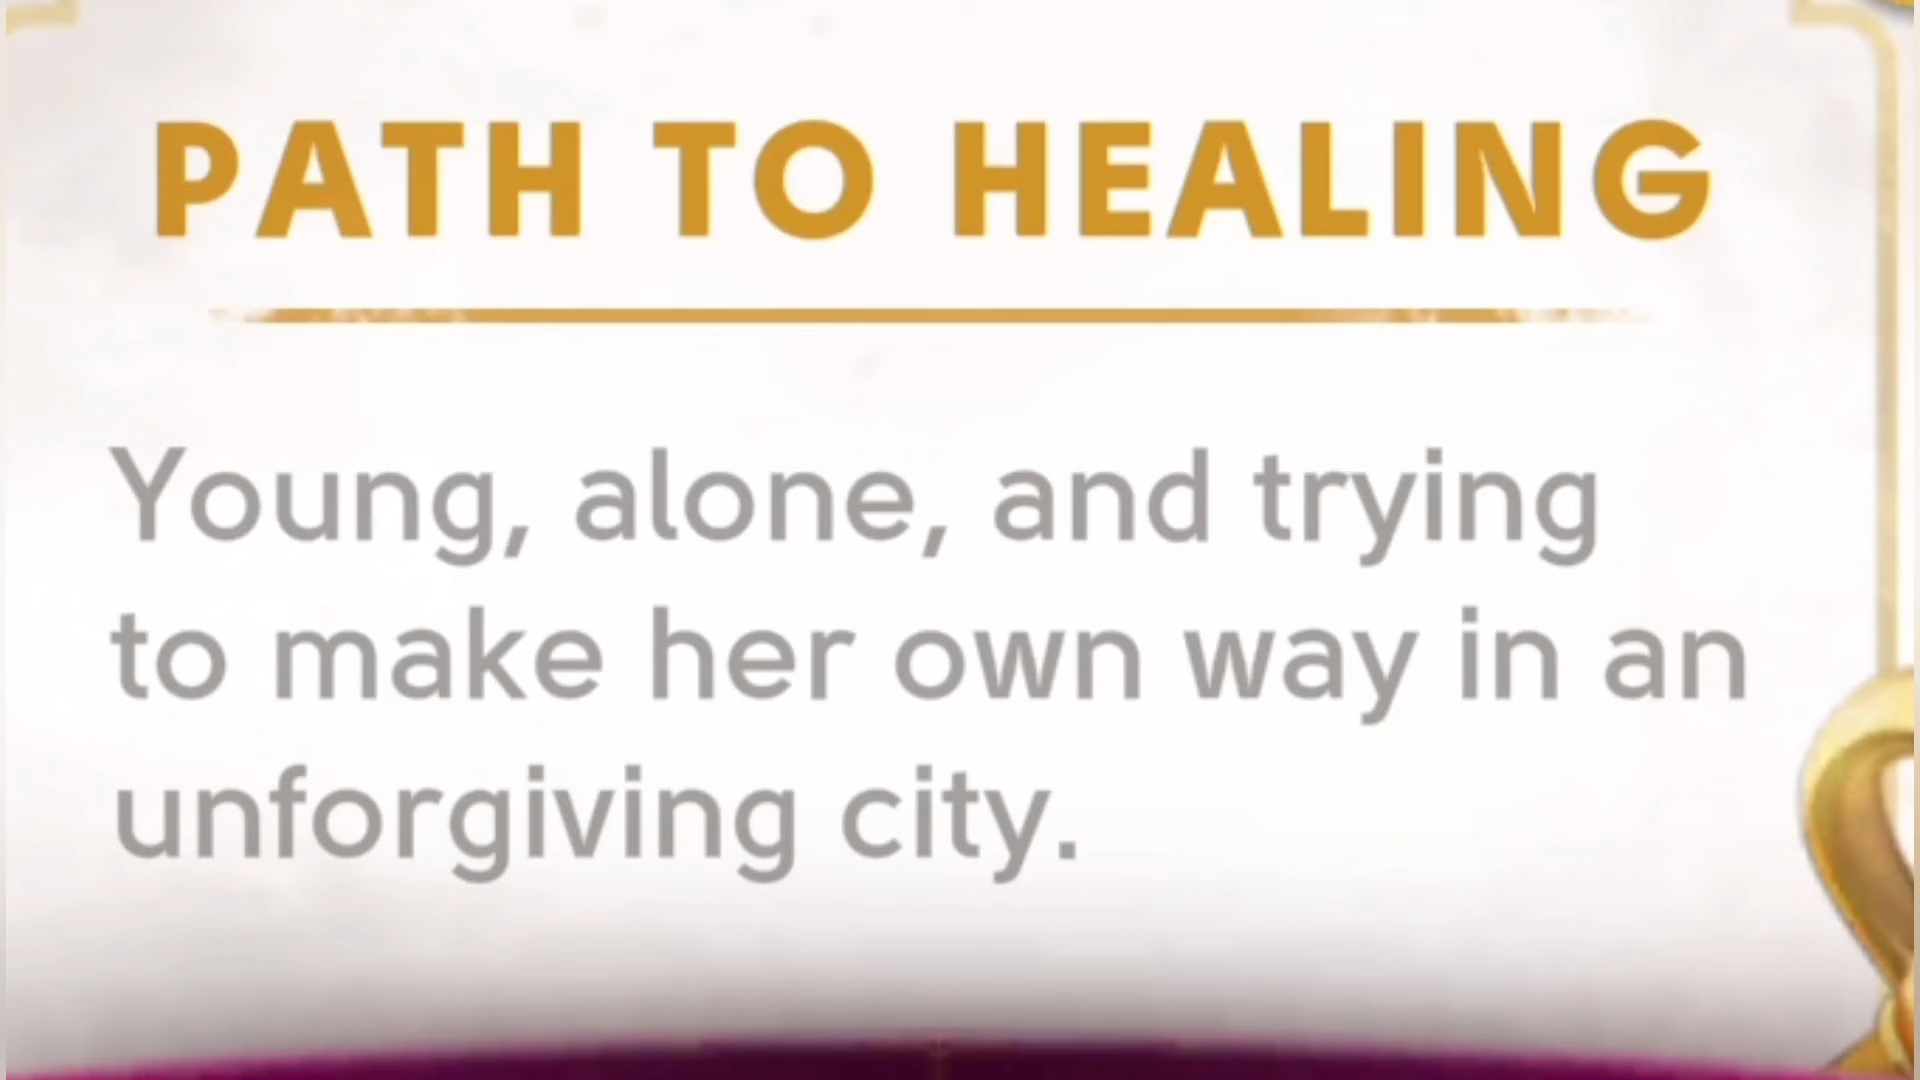 PATH TO HEALING
Young, alone, and trying
to make her own way in an
unforgiving city.